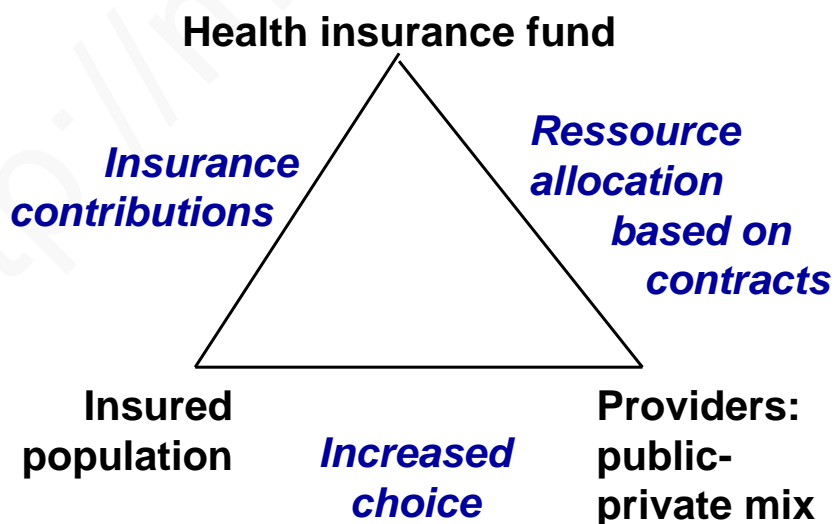 Health insurance fund
Insurance
contributions
Ressource
allocation
based on
contracts
Insured
population
Increased
choice
Providers:
public-
private mix